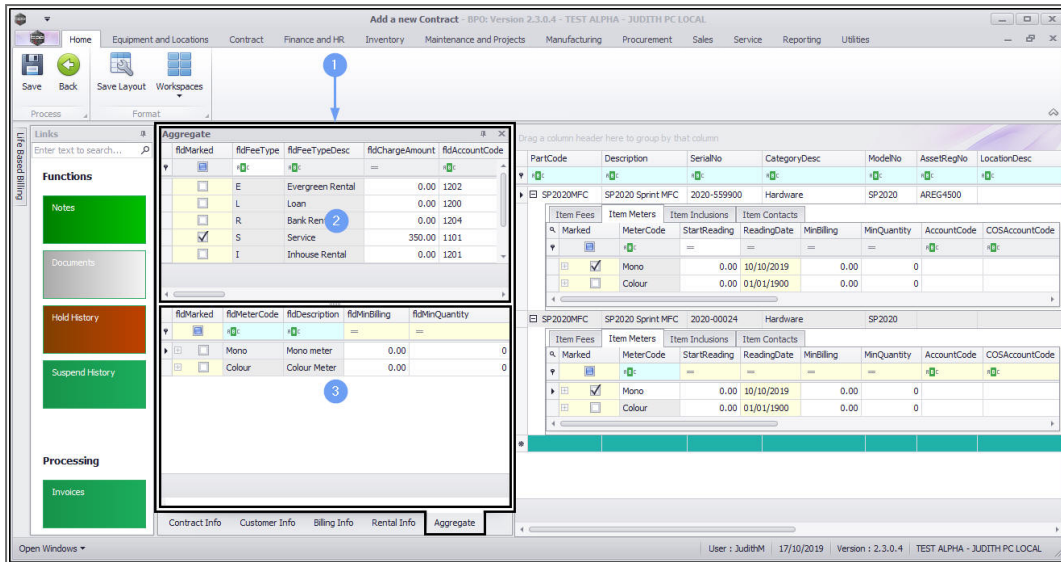 Add a new Contract - BPO: Version 2.3.0.4 - TEST ALPHA - JUDITH PC LOCAL
Home Equipment and Locations Contract Finance and HR Inventory Maintenance and Projects Manufacturing Procurement Sales Service Reporting Utilities
Save Back Save Layout Workspaces
Process Format
1
Life Based Billing
Links
Enter text to search...
Functions
Notes
Documents
Hold History
Suspend History
Processing
Invoices
Aggregate
fldMarked fldFeeType fldFeeTypeDesc fldChargeAmount fldAccountCode
E Evergreen Rental 0.00 1202
L Loan 0.00 1200
R Bank Rent 0.00 1204
2
S Service 350.00 1101
I Inhouse Rental 0.00 1201
fldMarked fldMeterCode fldDescription fldMinBilling fldMinQuantity
Mono Mono meter 0.00 0
Colour Colour Meter 0.00 0
3
Contract Info Customer Info Billing Info Rental Info Aggregate
Drag a column header here to group by that column
PartCode Description SerialNo CategoryDesc ModelNo AssetRegNo LocationDesc
SP2020MFC SP2020 Sprint MFC 2020-559900 Hardware SP2020 AREG4500
Item Fees Item Meters Item Inclusions Item Contacts
Marked MeterCode StartReading ReadingDate MinBilling MinQuantity AccountCode COSAccountCode
Mono 0.00 10/10/2019 0.00 0
Colour 0.00 01/01/1900 0.00 0
SP2020MFC SP2020 Sprint MFC 2020-00024 Hardware SP2020
Item Fees Item Meters Item Inclusions Item Contacts
Marked MeterCode StartReading ReadingDate MinBilling MinQuantity AccountCode COSAccountCode
Mono 0.00 10/10/2019 0.00 0
Colour 0.00 01/01/1900 0.00 0
Open Windows User : JudithM 17/10/2019 Version : 2.3.0.4 TEST ALPHA - JUDITH PC LOCAL